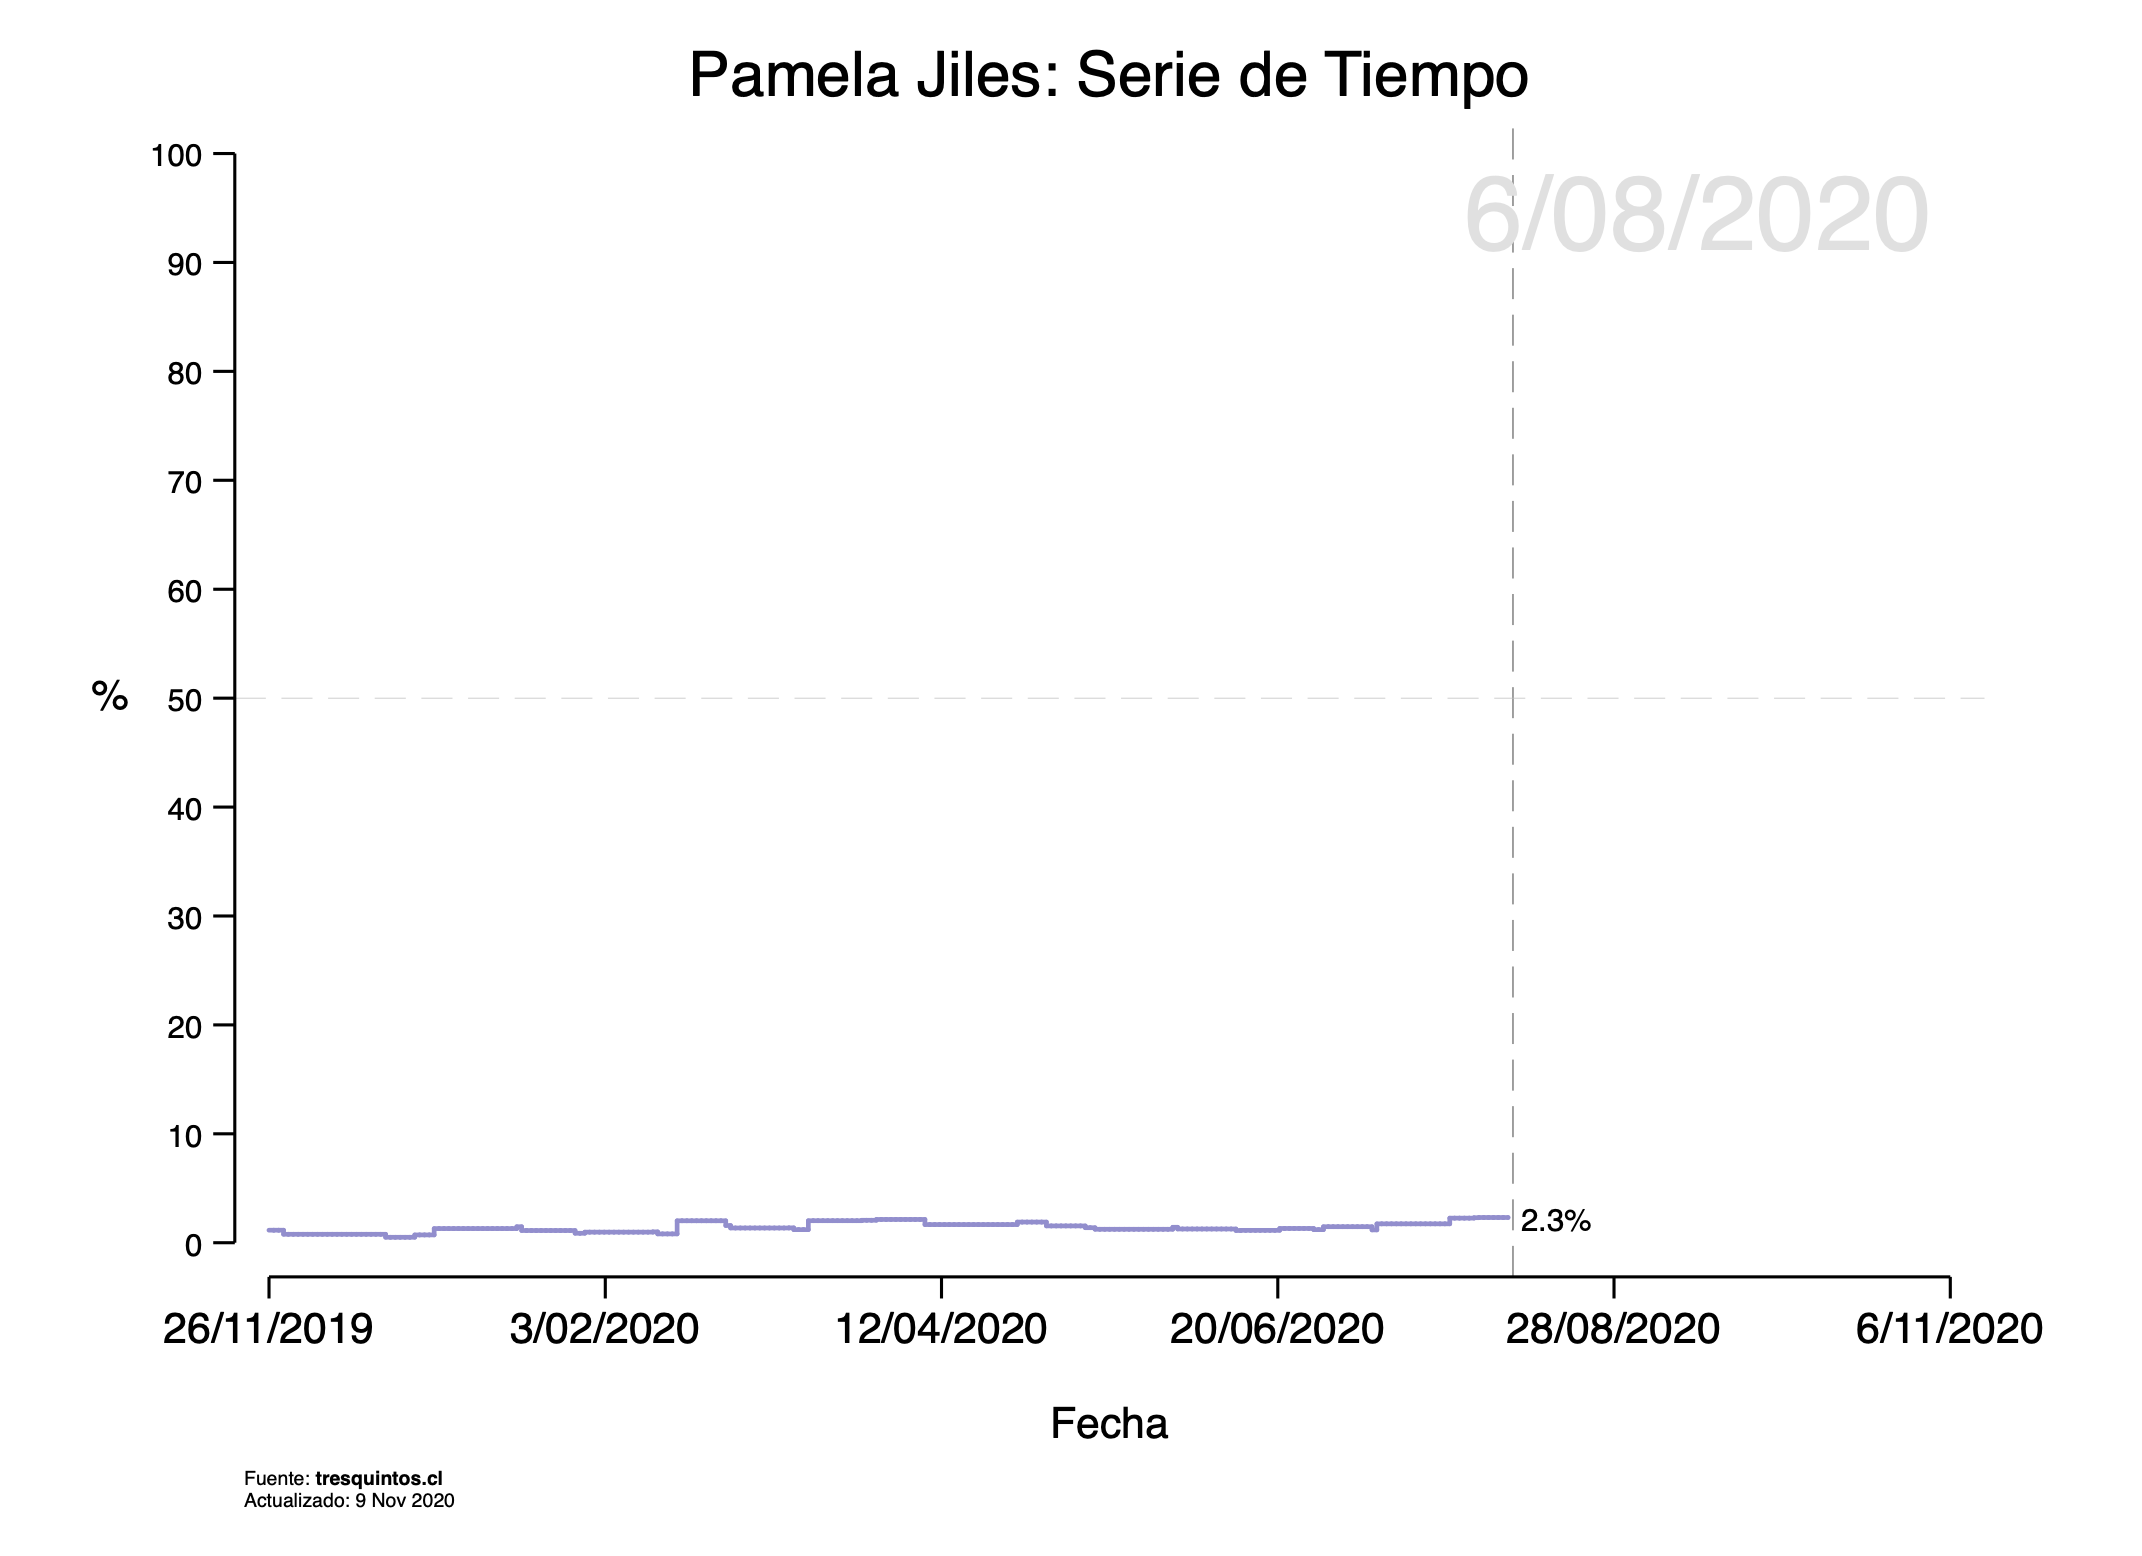 Pamela Jiles: Serie de Tiempo
6/08/2020
100
90
80
70
60
50
40
30
20
10
0
%
2.3%
26/11/2019 3/02/2020 12/04/2020 20/06/2020 28/08/2020 6/11/2020
Fecha
Fuente: tresquintos.cl
Actualizado: 9 Nov 2020